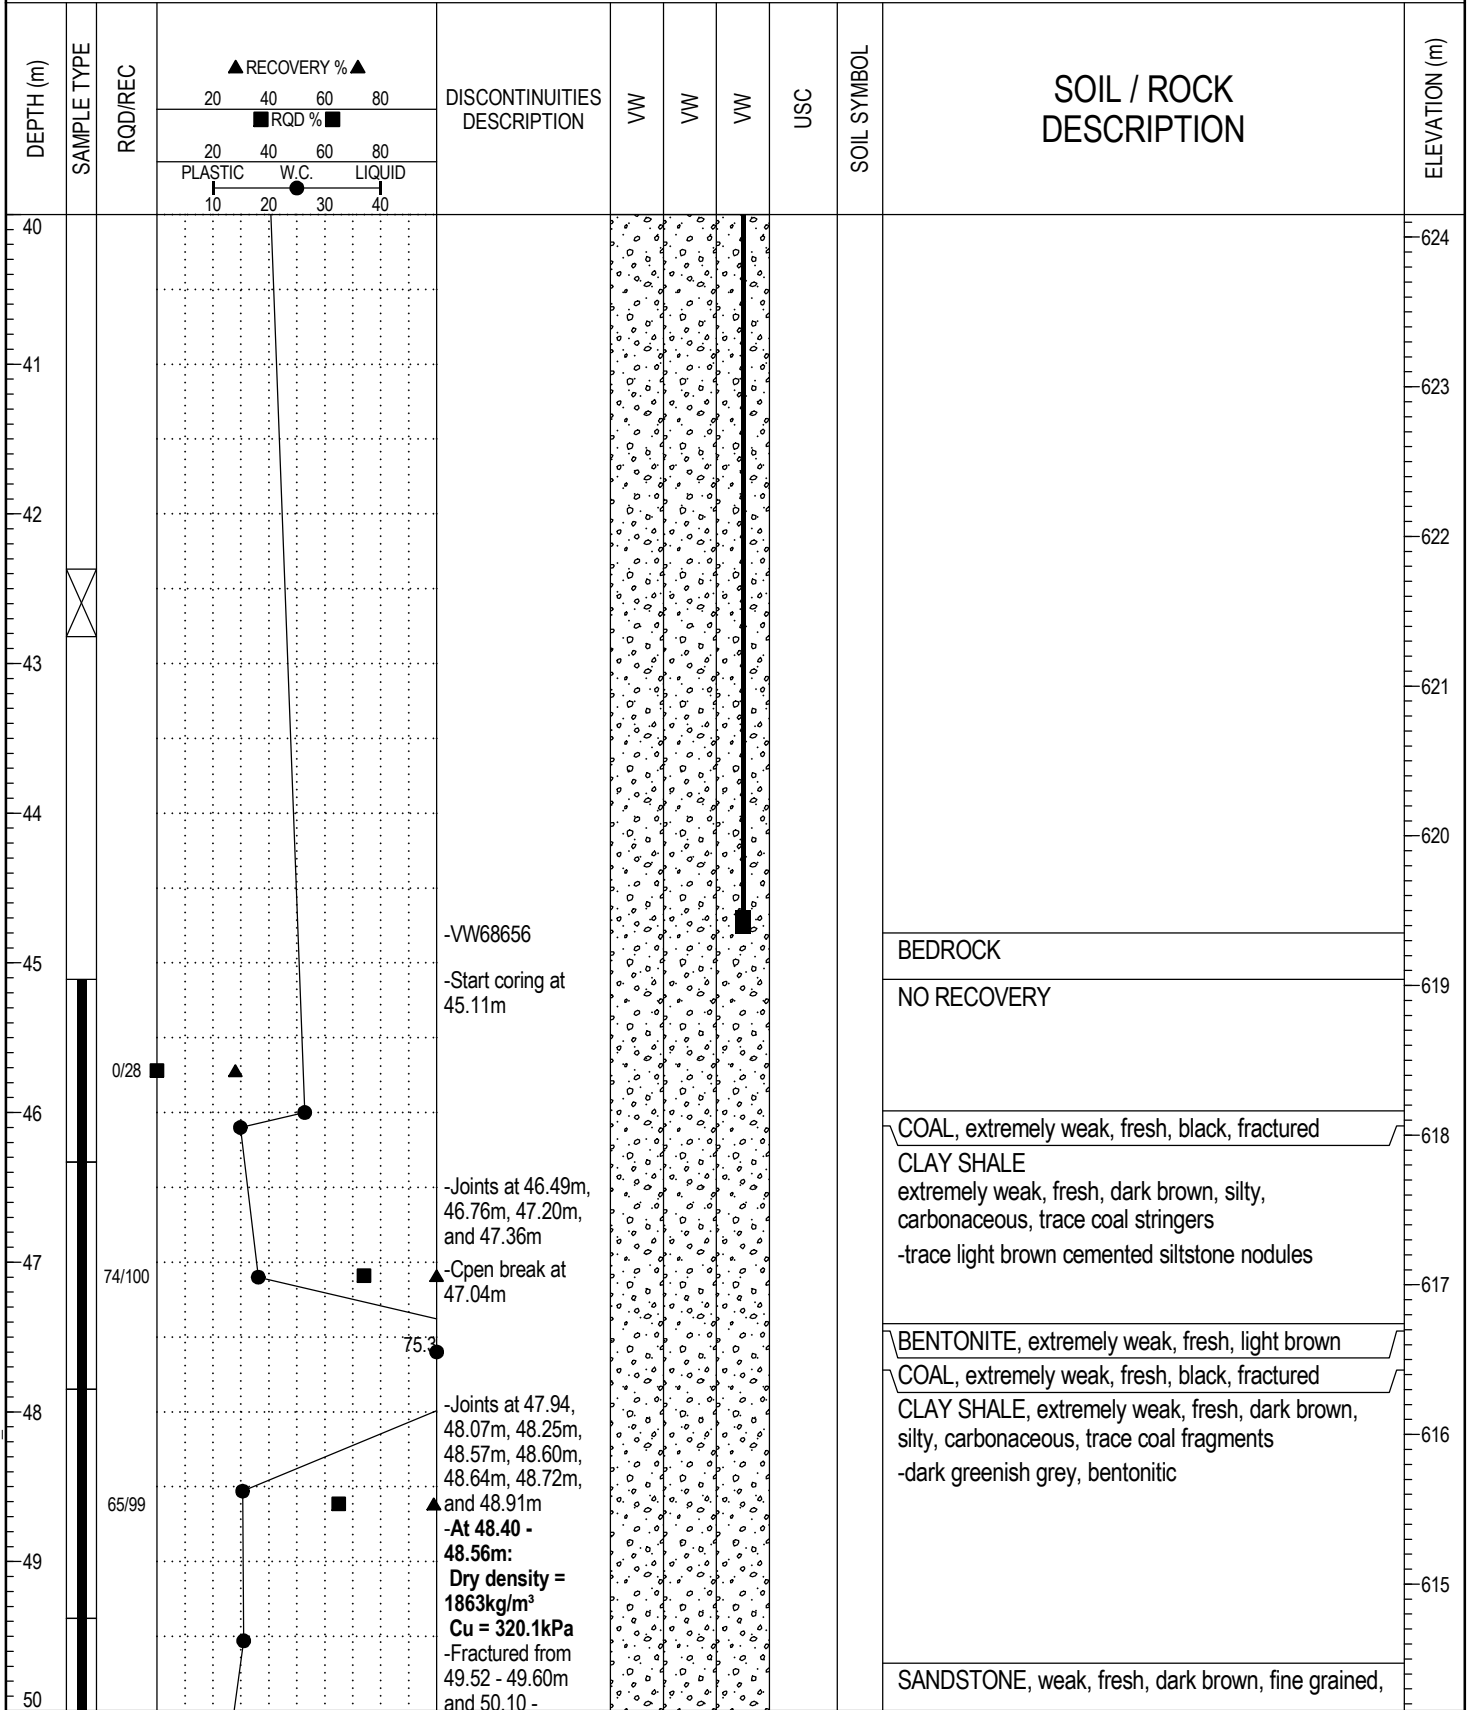 DEPTH (m)
SAMPLE TYPE
RQD/REC
▲ RECOVERY % ▲
20 40 60 80
■ RQD % ■
20 40 60 80
PLASTIC W.C. LIQUID
10 20 30 40
DISCONTINUITIES
DESCRIPTION
VW
VW
VW
USC
SOIL SYMBOL
SOIL / ROCK
DESCRIPTION
ELEVATION (m)
40
41
42
43
44
45
46
47
48
49
50
0/28
74/100
65/99
75.3
-VW68656
-Start coring at
45.11m
-Joints at 46.49m,
46.76m, 47.20m,
and 47.36m
-Cpen break at
47.04m
-Joints at 47.94,
48.07m, 48.25m,
48.57m, 48.60m,
48.64m, 48.72m,
and 48.91m
-At 48.40 -
48.56m:
Dry density =
1863kg/m³
Cu = 320.1kPa
-Fractured from
49.52 - 49.60m
and 50.10 -
BEDROCK
NO RECOVERY
COAL, extremely weak, fresh, black, fractured
CLAY SHALE
extremely weak, fresh, dark brown, silty,
carbonaceous, trace coal stringers
-trace light brown cemented siltstone nodules
BENTONITE, extremely weak, fresh, light brown
COAL, extremely weak, fresh, black, fractured
CLAY SHALE, extremely weak, fresh, dark brown,
silty, carbonaceous, trace coal fragments
-dark greenish grey, bentonitic
SANDSTONE, weak, fresh, dark brown, fine grained,
624
623
622
621
620
619
618
617
616
615